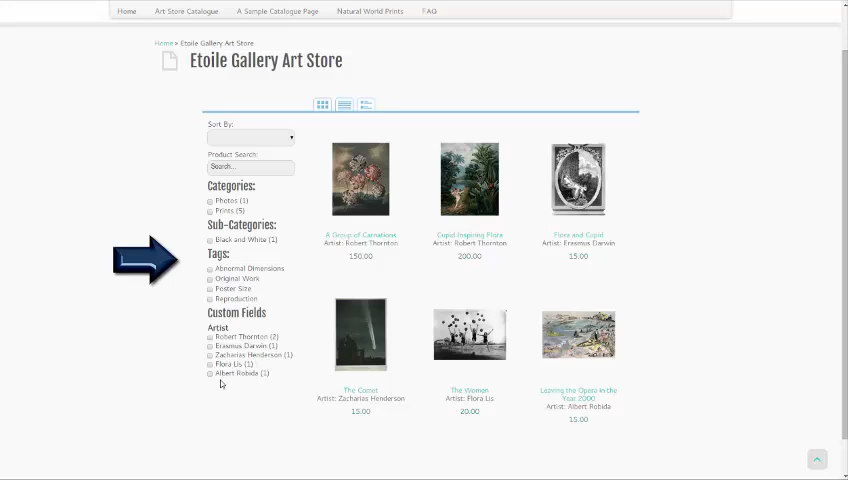 Home   Art Store Catalogue   A Sample Catalogue Page   Natural World Prints   FAQ
Home > Etoile Gallery Art Store
Etoile Gallery Art Store
Sort By:
Product Search:
Search...
Categories:
Photos (1)
Prints (5)
Sub-Categories:
Black and White (1)
Tags:
Abnormal Dimensions
Original Work
Poster Size
Reproduction
Custom Fields
Artist
Robert Thornton (2)
Erasmus Darwin (1)
Zacharias Henderson (1)
Flora Lis (1)
Albert Robida (1)
A Group of Carnations
Artist: Robert Thornton
150.00
Cupid Inspiring Flora
Artist: Robert Thornton
200.00
Flora and Cupid
Artist: Erasmus Darwin
15.00
The Comet
Artist: Zacharias Henderson
15.00
The Women
Artist: Flora Lis
20.00
Leaving the Opera in the
Year 2000
Artist: Albert Robida
15.00